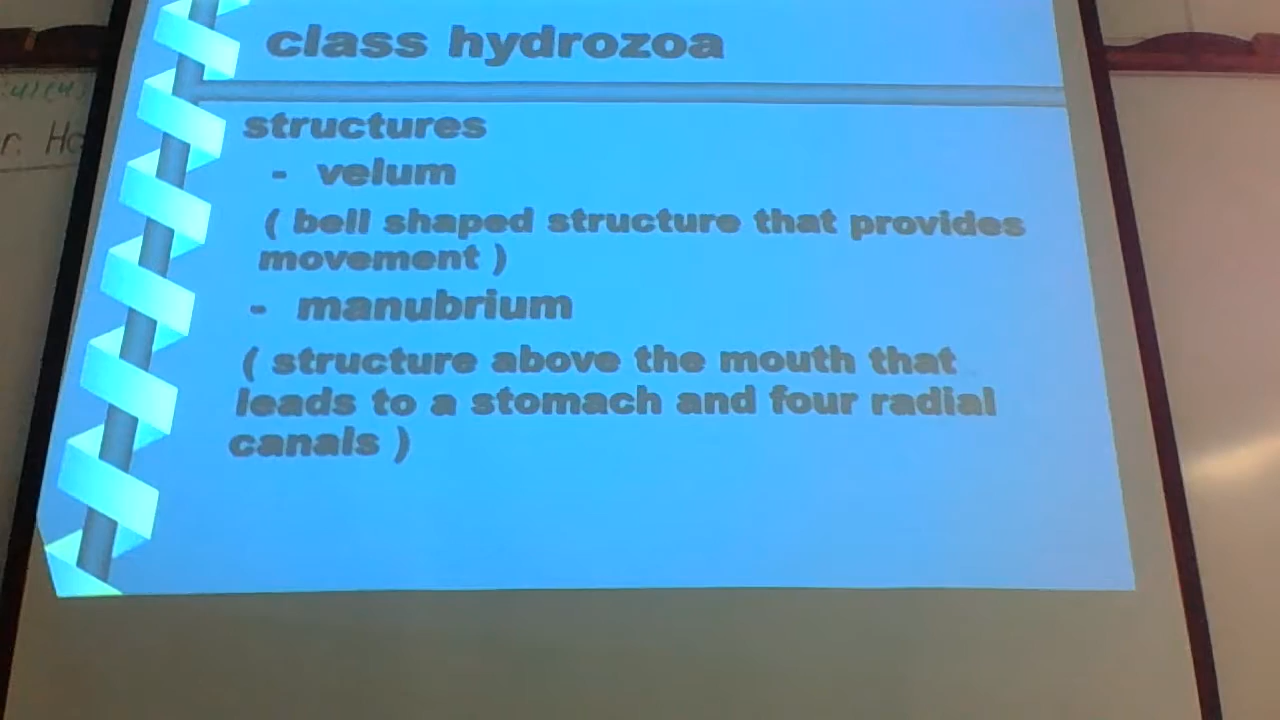 class hydrozoa
structures
- velum
( bell shaped structure that provides
movement )
- manubrium
( structure above the mouth that
leads to a stomach and four radial
canals )